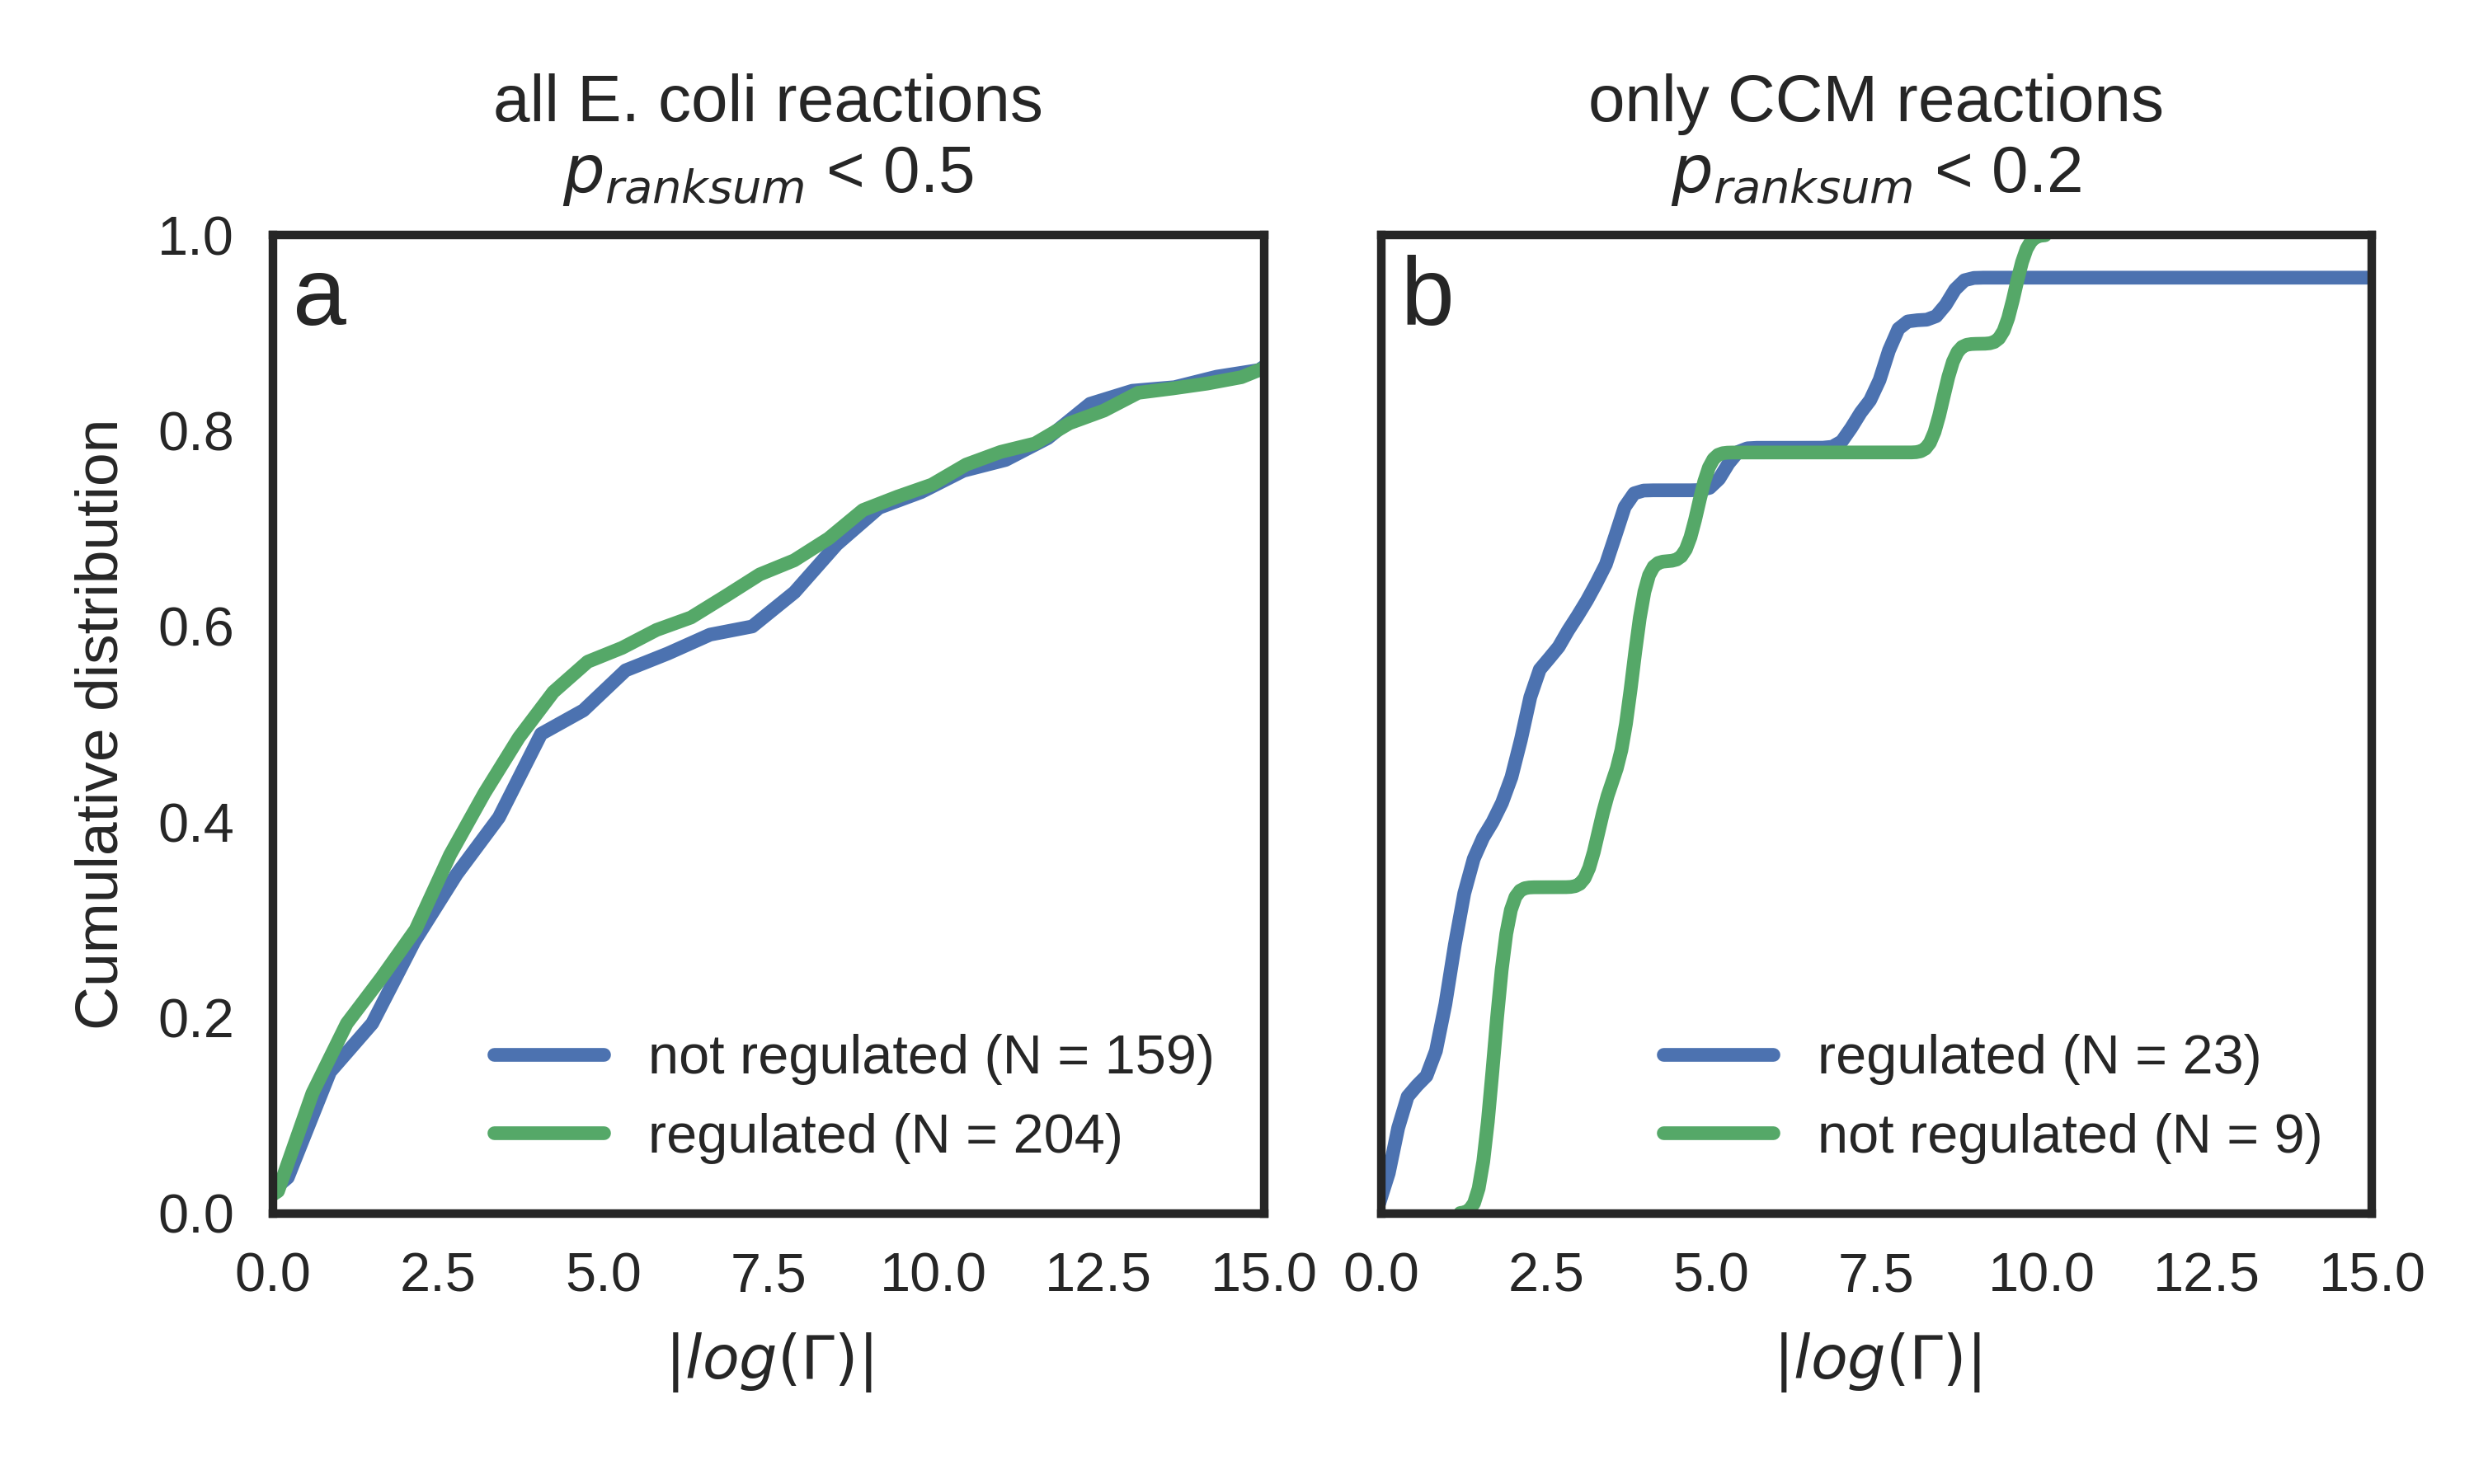 all E. coli reactions
p_ranksum < 0.5
only CCM reactions
p_ranksum < 0.2
Cumulative distribution
1.0
0.8
0.6
0.4
0.2
0.0
a
not regulated (N = 159)
regulated (N = 204)
0.0 2.5 5.0 7.5 10.0 12.5 15.0
|log(Γ)|
b
regulated (N = 23)
not regulated (N = 9)
0.0 2.5 5.0 7.5 10.0 12.5 15.0
|log(Γ)|